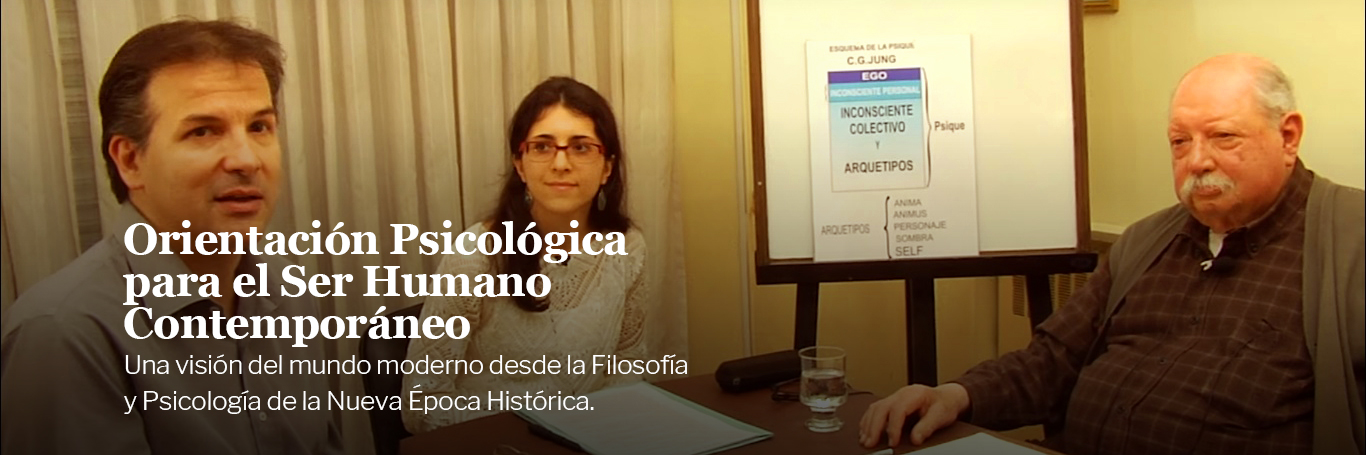 Orientación Psicológica
para el Ser Humano
Contemporáneo
Una visión del mundo moderno desde la Filosofía
y Psicología de la Nueva Época Histórica.
ESQUEMA DE LA PSIQUE
C.G.JUNG
EGO
INCONSCIENTE PERSONAL
INCONSCIENTE
COLECTIVO
Y
ARQUETIPOS
Psique
ARQUETIPOS
ANIMA
ANIMUS
PERSONAJE
SOMBRA
SELF